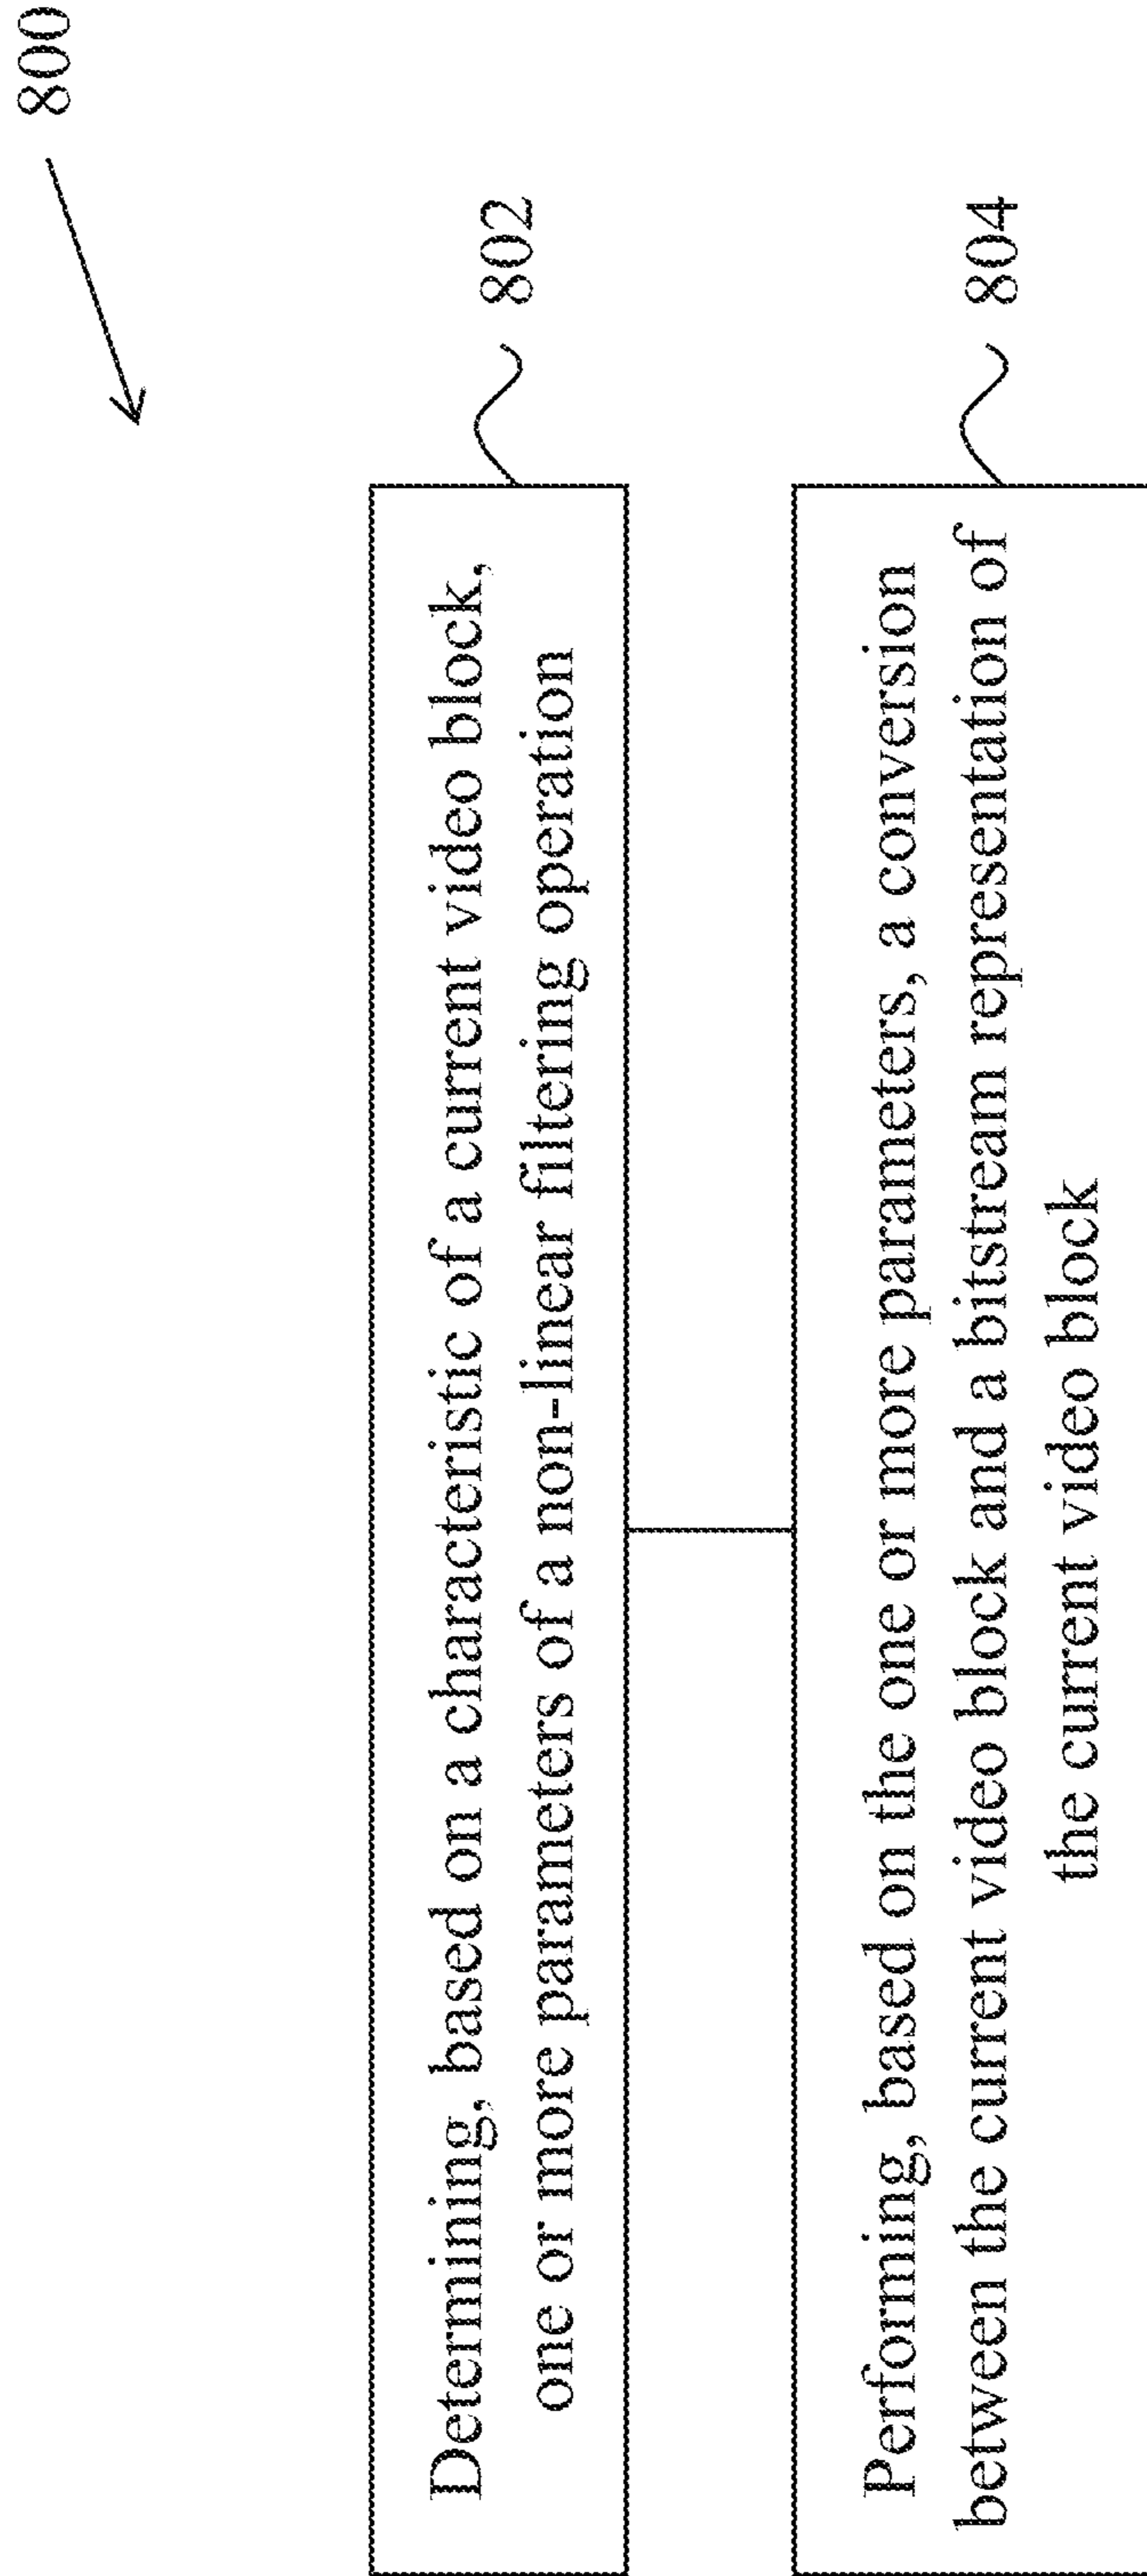 800
Determining, based on a characteristic of a current video block,
one or more parameters of a non-linear filtering operation
802
Performing, based on the one or more parameters, a conversion
between the current video block and a bitstream representation of
the current video block
804